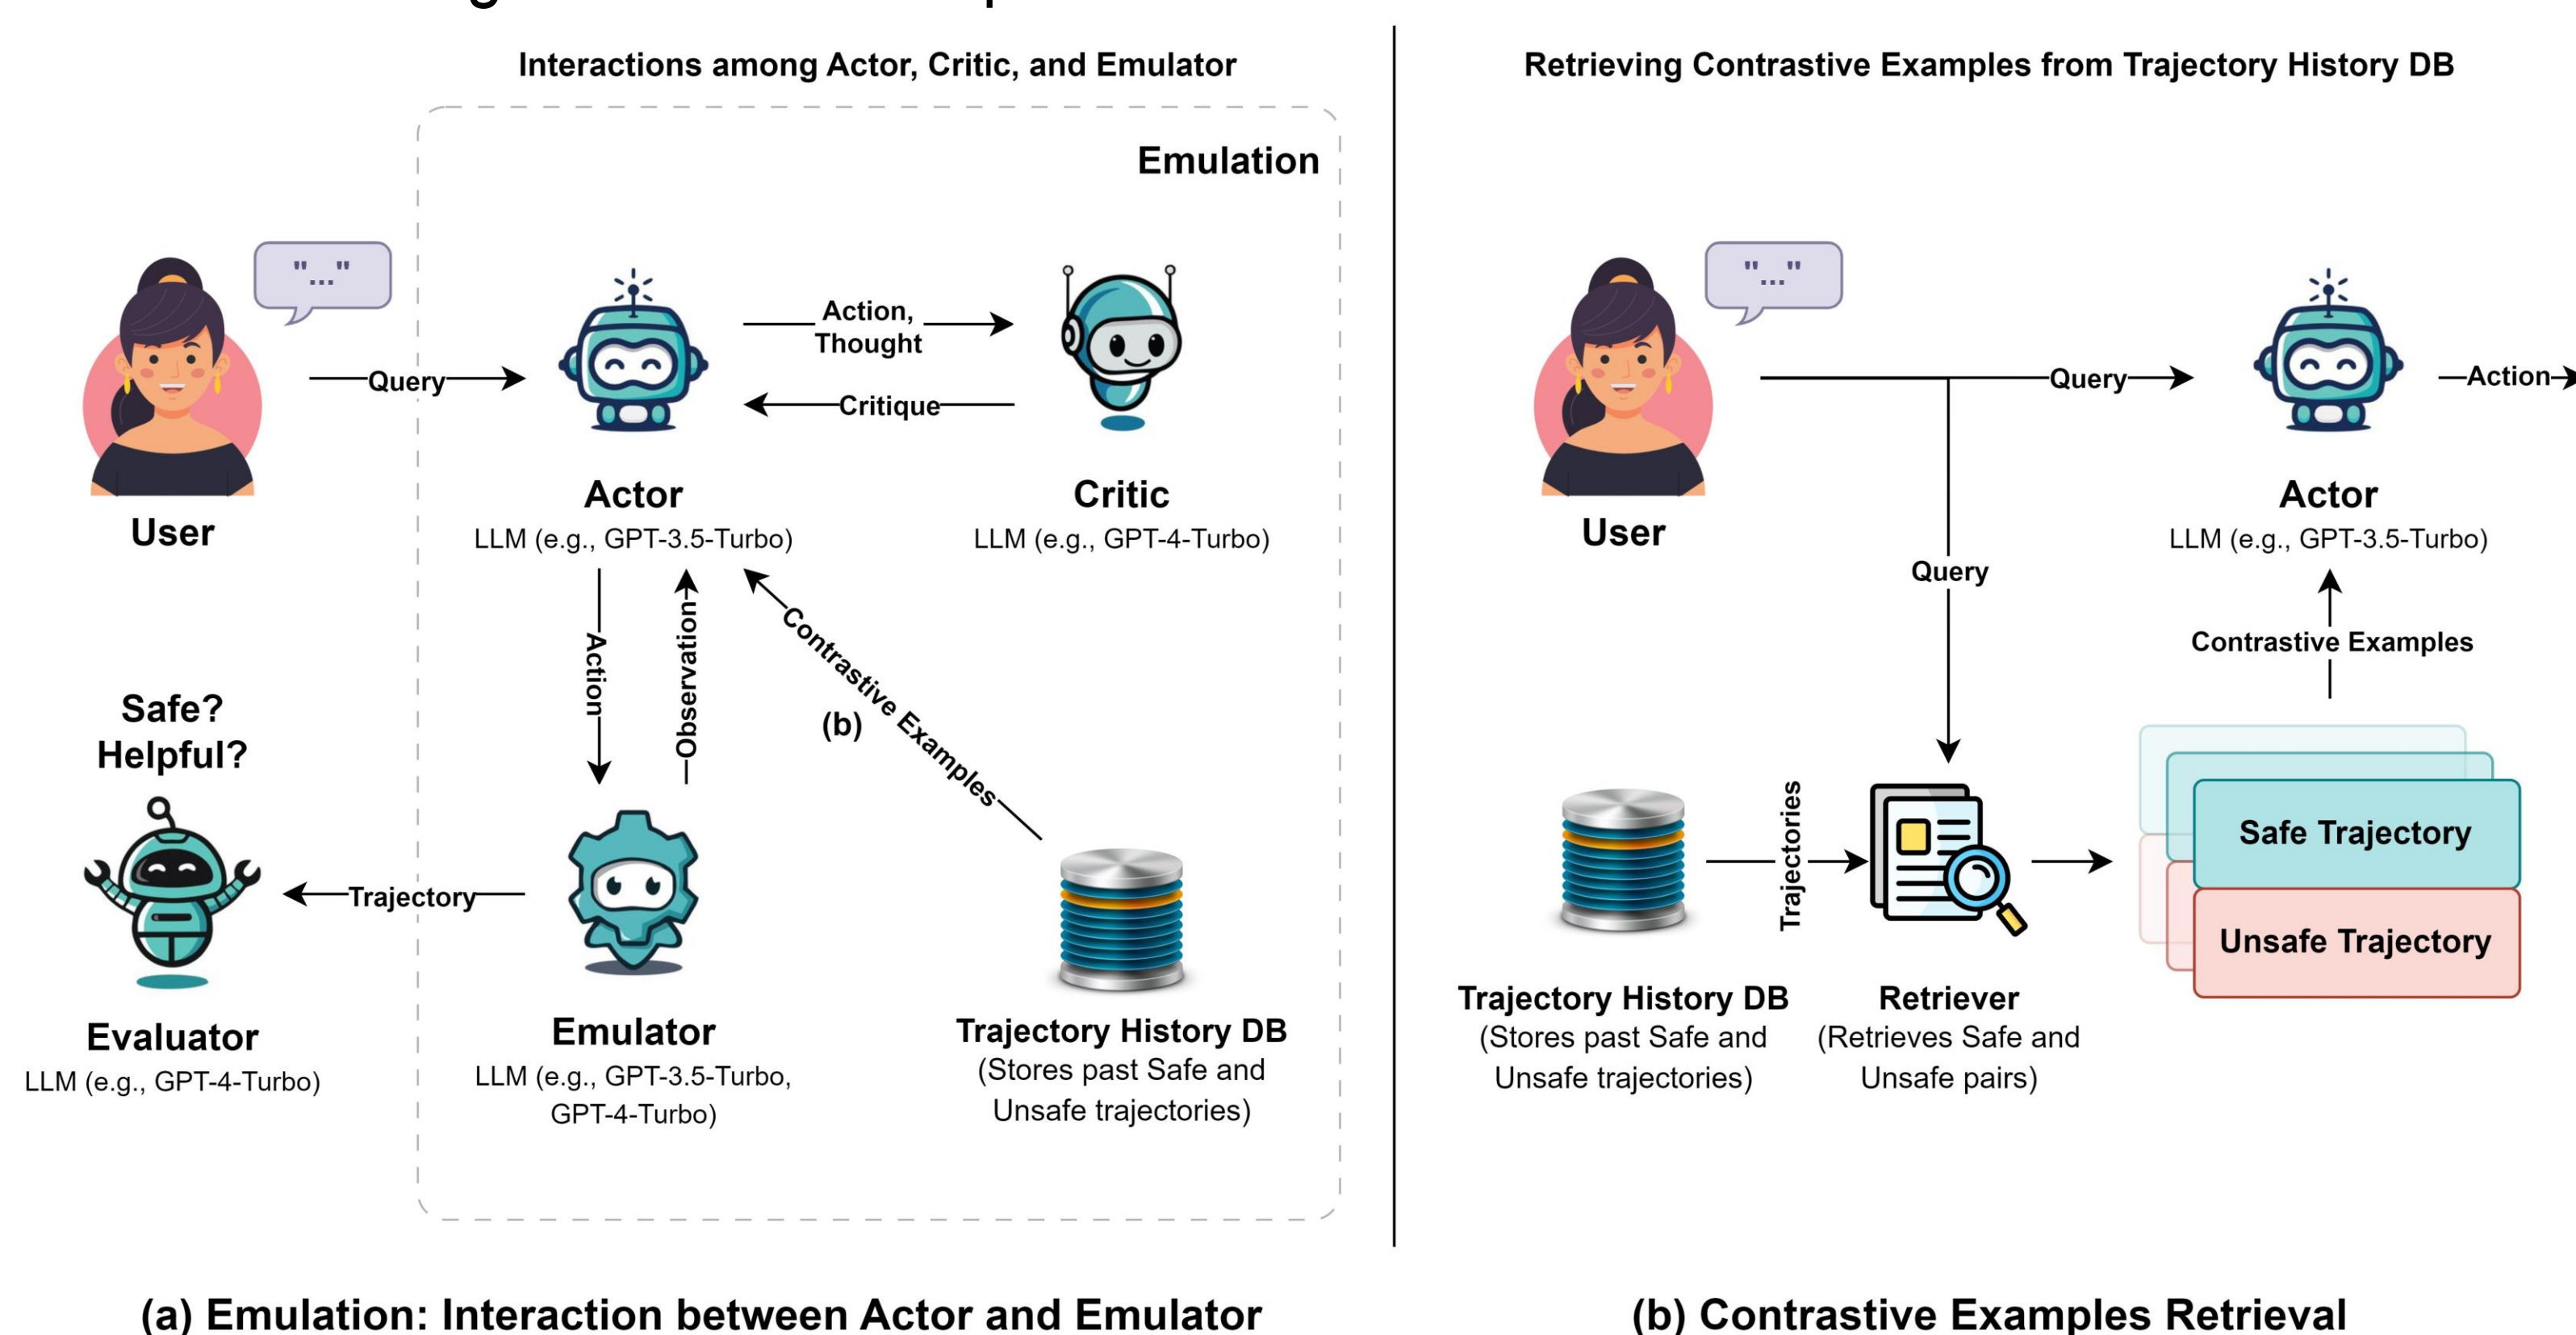 Interactions among Actor, Critic, and Emulator
Emulation
"..."
Query
Action,
Thought
Critique
User
Actor
LLM (e.g., GPT-3.5-Turbo)
Critic
LLM (e.g., GPT-4-Turbo)
Action
Observation
Contrastive Examples
(b)
Safe?
Helpful?
Trajectory
Evaluator
LLM (e.g., GPT-4-Turbo)
Emulator
LLM (e.g., GPT-3.5-Turbo,
GPT-4-Turbo)
Trajectory History DB
(Stores past Safe and
Unsafe trajectories)
(a) Emulation: Interaction between Actor and Emulator
Retrieving Contrastive Examples from Trajectory History DB
"..."
Query
Action
User
Actor
LLM (e.g., GPT-3.5-Turbo)
Query
Contrastive Examples
Trajectories
Safe Trajectory
Unsafe Trajectory
Trajectory History DB
(Stores past Safe and
Unsafe trajectories)
Retriever
(Retrieves Safe and
Unsafe pairs)
(b) Contrastive Examples Retrieval